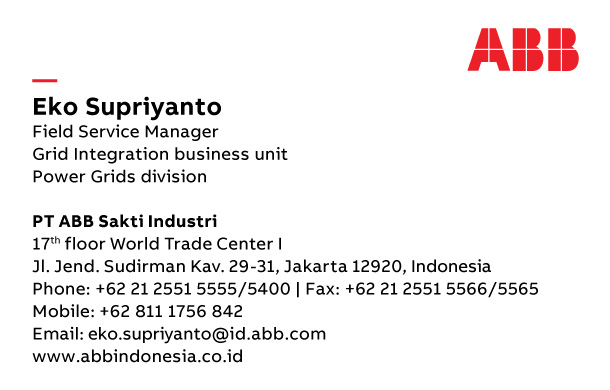 ABB
Eko Supriyanto
Field Service Manager
Grid Integration business unit
Power Grids division
PT ABB Sakti Industri
17th floor World Trade Center I
Jl. Jend. Sudirman Kav. 29-31, Jakarta 12920, Indonesia
Phone: +62 21 2551 5555/5400 | Fax: +62 21 2551 5566/5565
Mobile: +62 811 1756 842
Email: eko.supriyanto@id.abb.com
www.abbindonesia.co.id